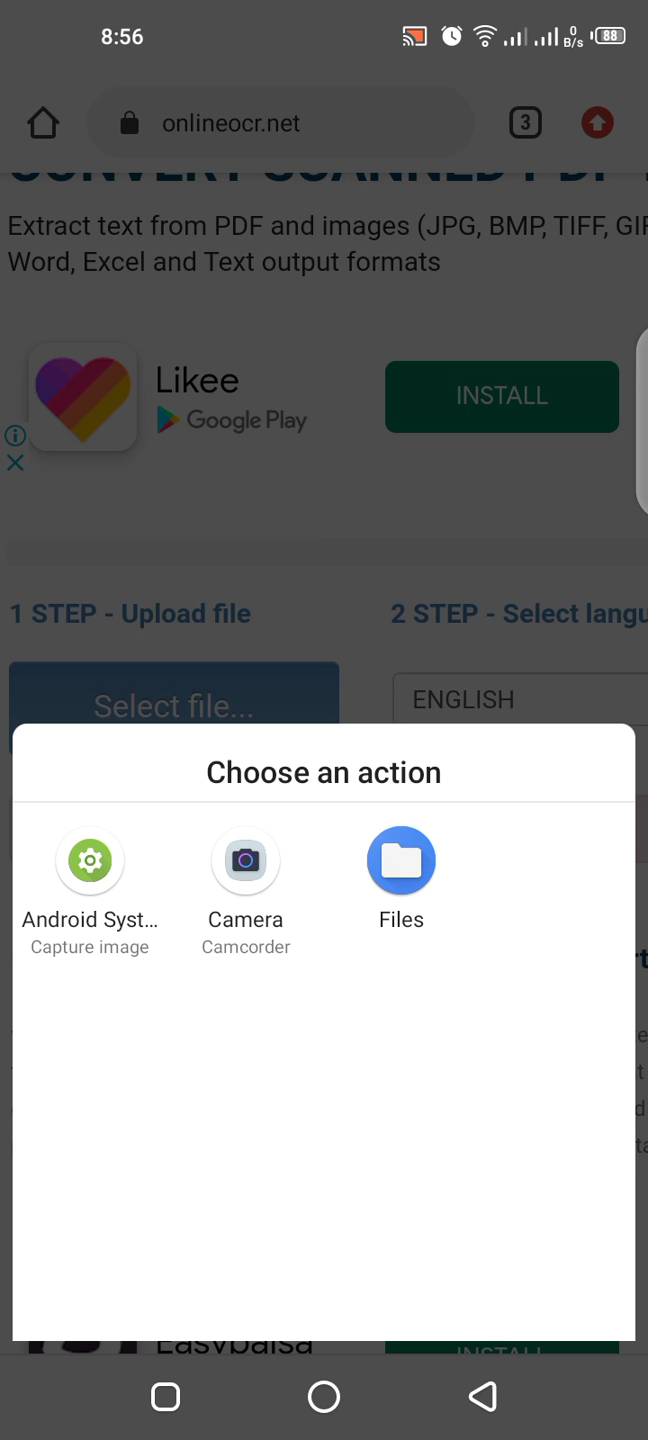 8:56
0
B/s
88
onlineocr.net
3
CONVERT SCANNED PDF
Extract text from PDF and images (JPG, BMP, TIFF, GIF
Word, Excel and Text output formats
Likee
Google Play
INSTALL
1 STEP - Upload file
2 STEP - Select langu
Select file...
ENGLISH
Choose an action
Android Syst...
Capture image
Camera
Camcorder
Files
INSTALL